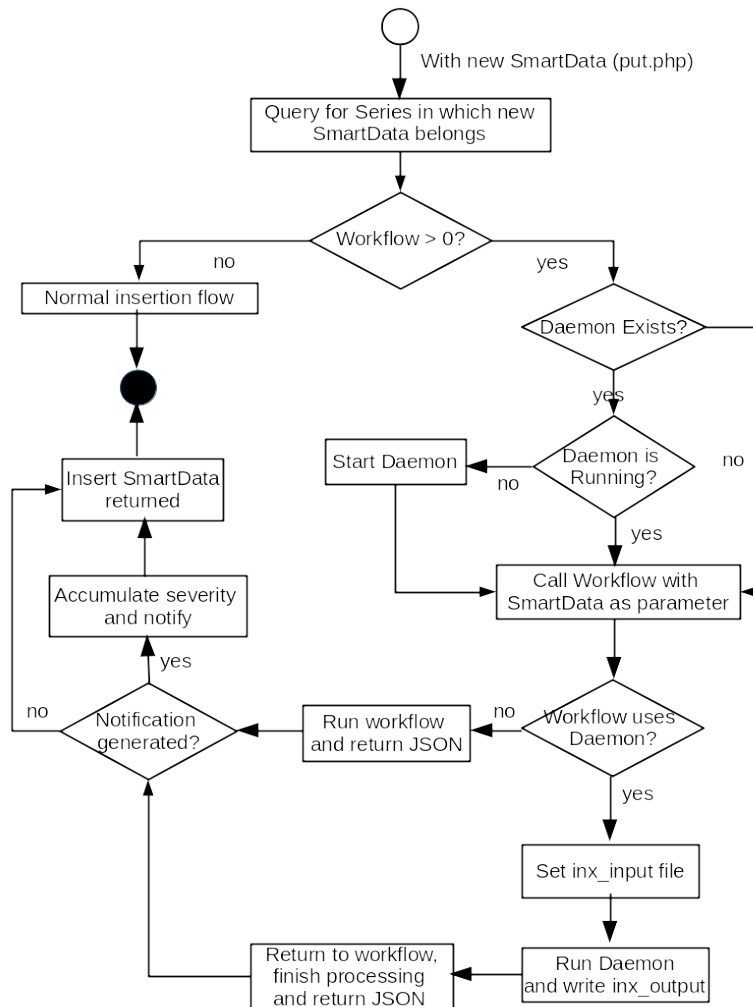 With new SmartData (put.php)
Query for Series in which new
SmartData belongs
Workflow > 0?
no
yes
Normal insertion flow
Daemon Exists?
yes
Insert SmartData
returned
Start Daemon
no
Daemon is
Running?
no
yes
Accumulate severity
and notify
Call Workflow with
SmartData as parameter
yes
no
Notification
generated?
Run workflow
and return JSON
no
Workflow uses
Daemon?
yes
Set inx_input file
Return to workflow,
finish processing
and return JSON
Run Daemon
and write inx_output